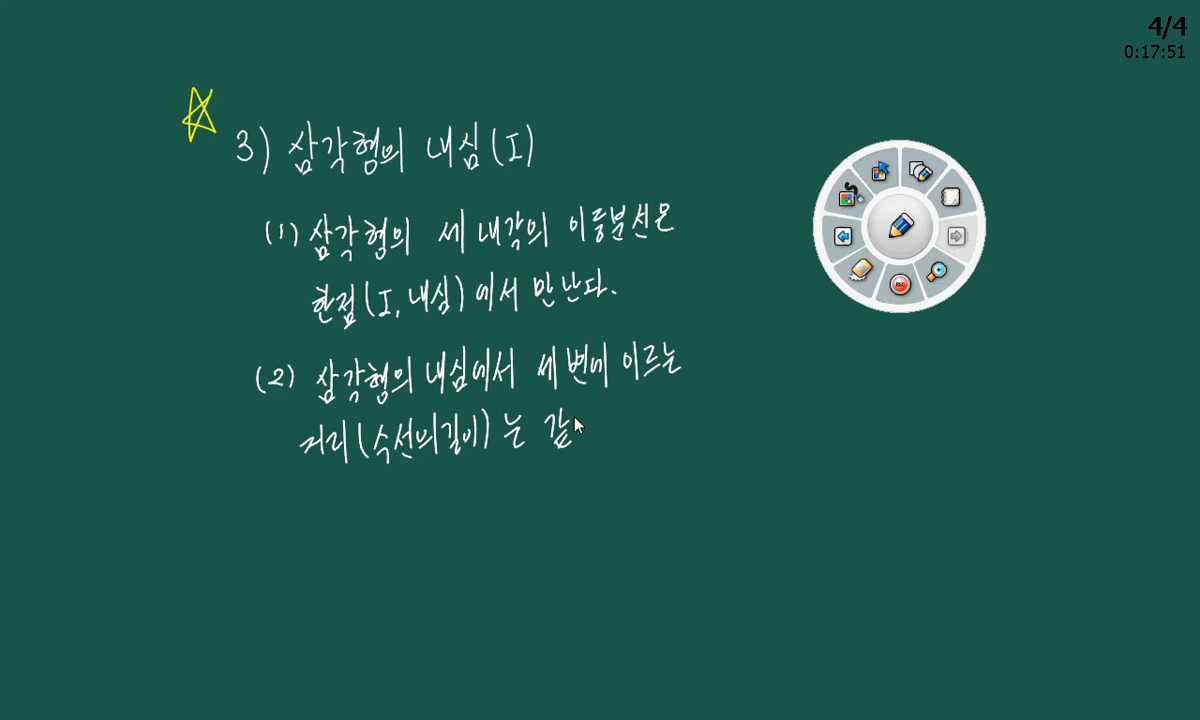 4/4
0:17:51
3) 삼각형의 내심(I)
(1) 삼각형의 세 내각의 이등분선은
한점(I, 내심)에서 만난다.
(2) 삼각형의 내심에서 세 변에 이르는
거리(수선의 길이)는 같
REC